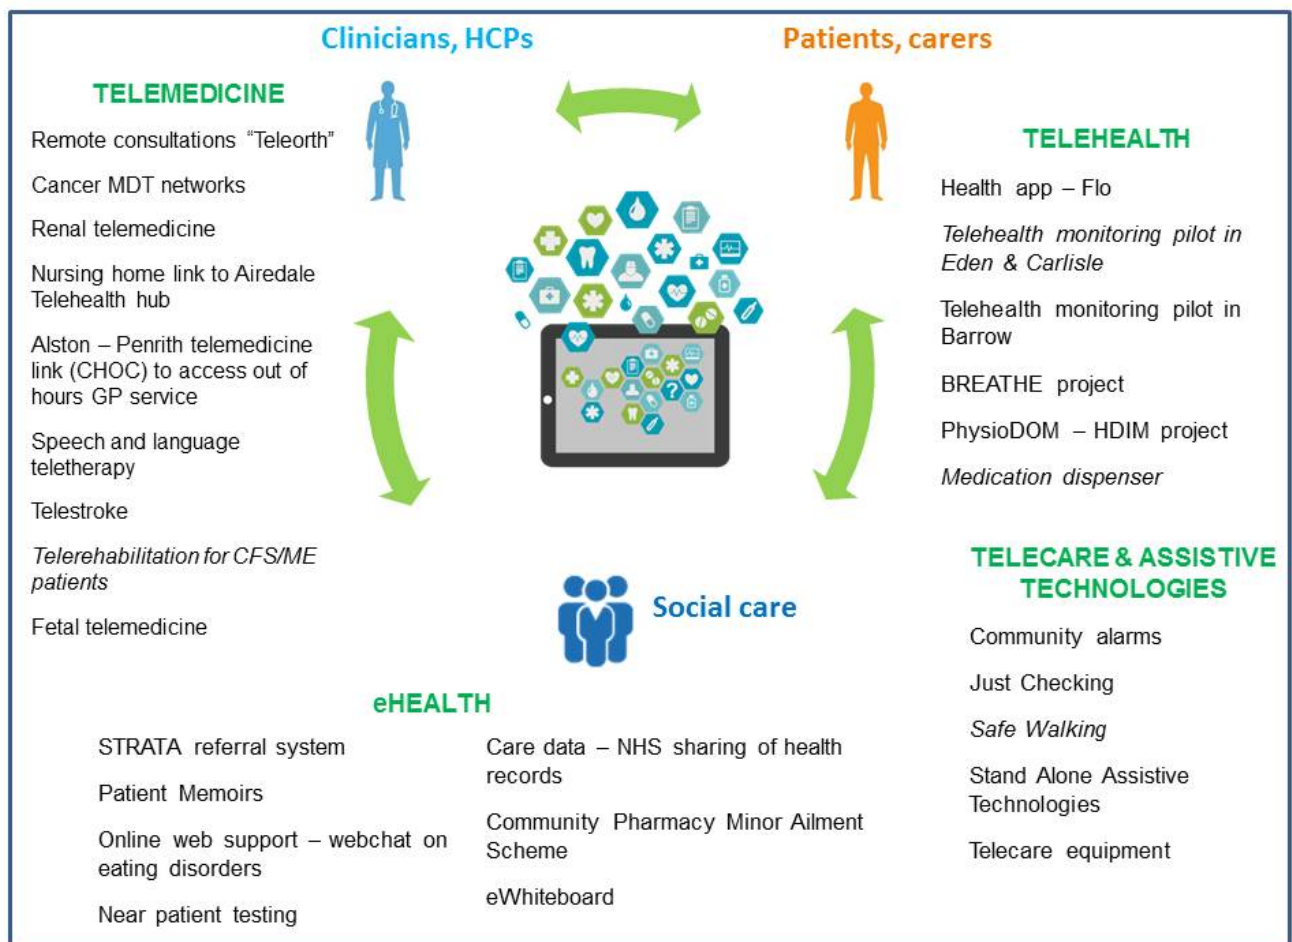 Clinicians, HCPs
Patients, carers
TELEMEDICINE
Remote consultations “Teleorth”
Cancer MDT networks
Renal telemedicine
Nursing home link to Airedale
Telehealth hub
Alston – Penrith telemedicine
link (CHOC) to access out of
hours GP service
Speech and language
teletherapy
Telestroke
Telerehabilitation for CFS/ME
patients
Fetal telemedicine
TELEHEALTH
Health app – Flo
Telehealth monitoring pilot in
Eden & Carlisle
Telehealth monitoring pilot in
Barrow
BREATHE project
PhysioDOM – HDIM project
Medication dispenser
?
Social care
TELECARE & ASSISTIVE
TECHNOLOGIES
Community alarms
Just Checking
Safe Walking
Stand Alone Assistive
Technologies
Telecare equipment
eHEALTH
STRATA referral system
Patient Memoirs
Online web support – webchat on
eating disorders
Near patient testing
Care data – NHS sharing of health
records
Community Pharmacy Minor Ailment
Scheme
eWhiteboard